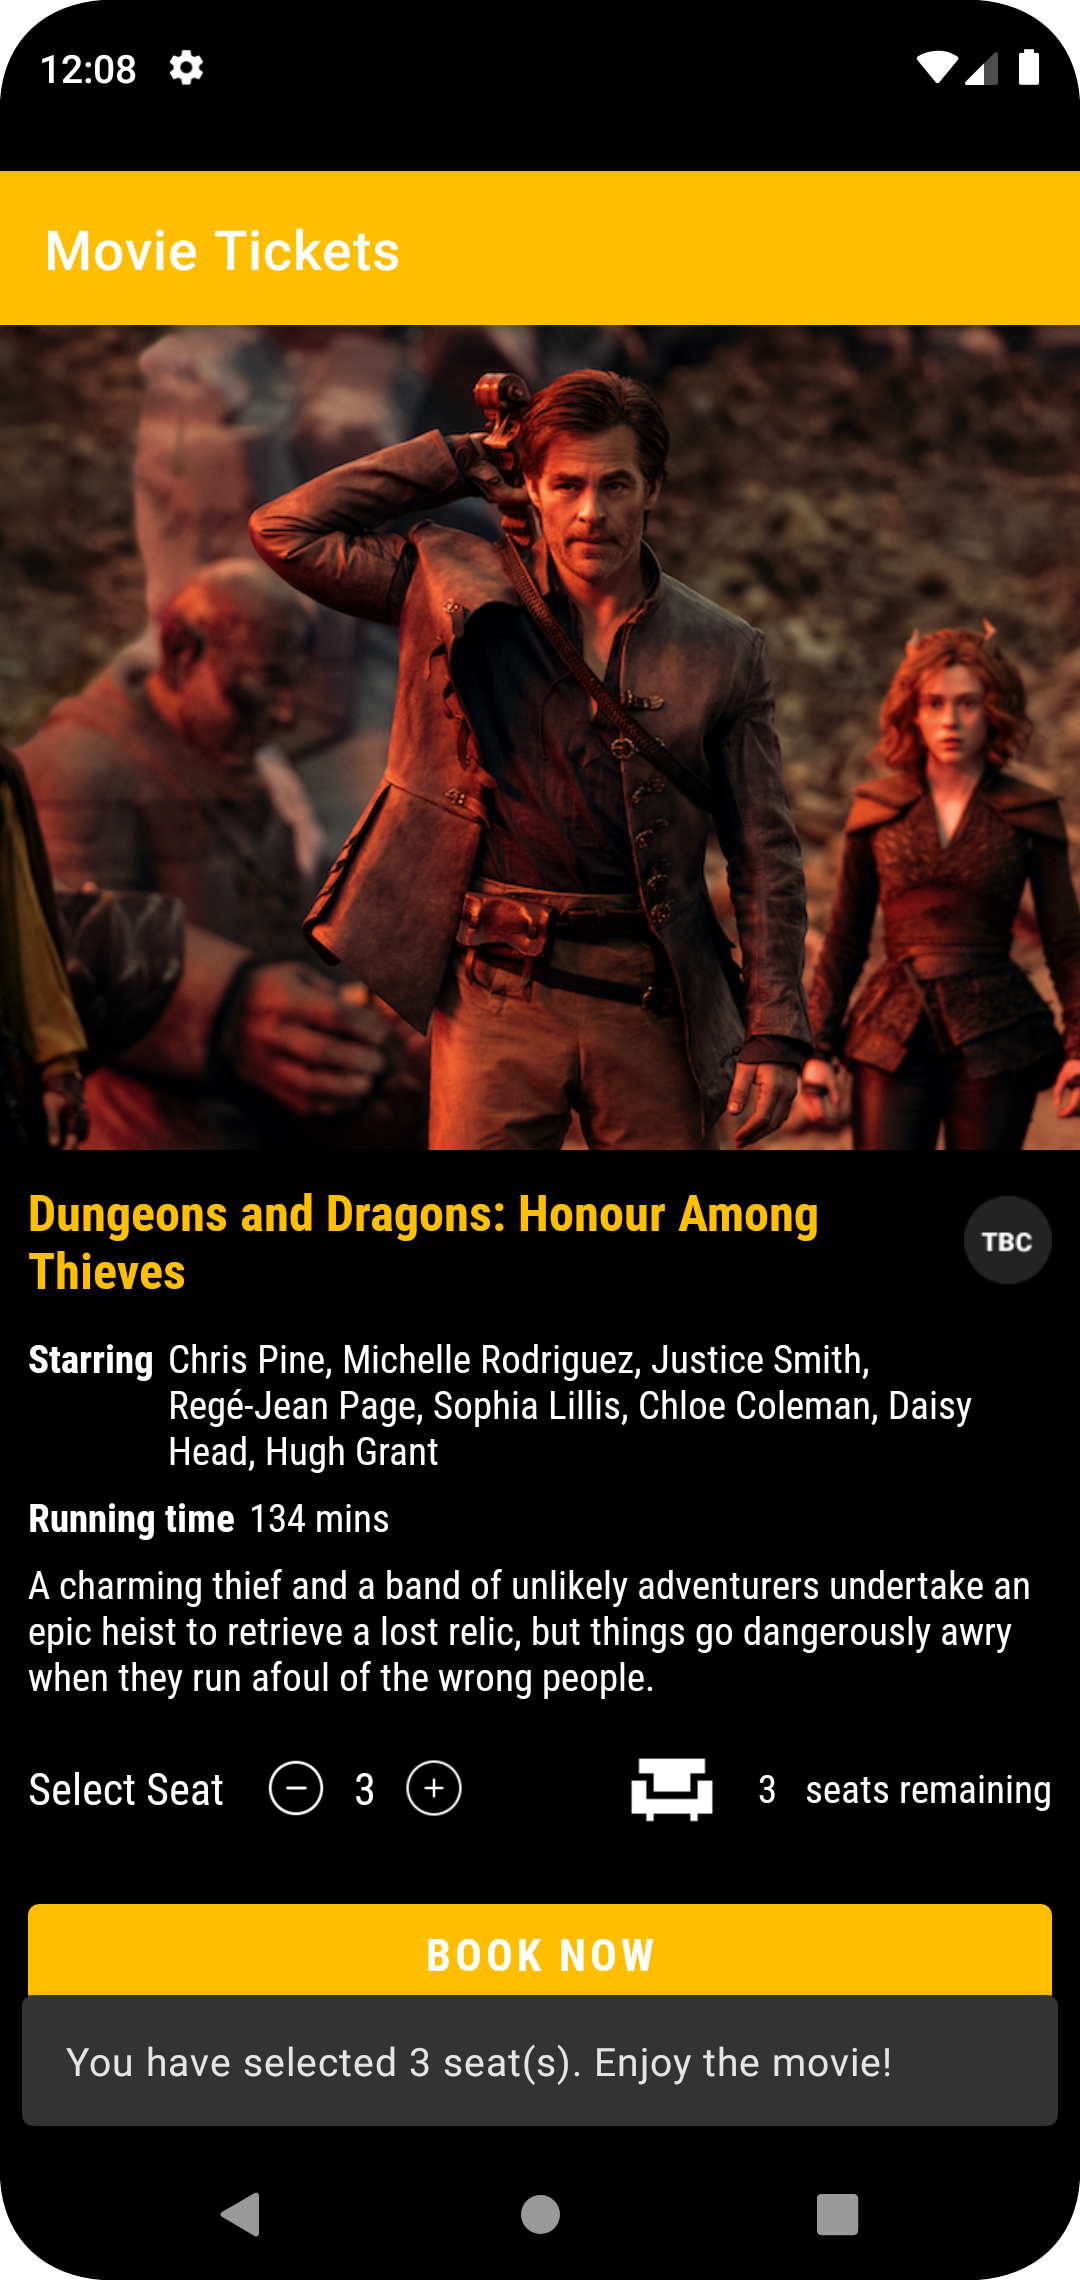 12:08
Movie Tickets
Dungeons and Dragons: Honour Among
Thieves
TBC
Starring Chris Pine, Michelle Rodriguez, Justice Smith,
Regé-Jean Page, Sophia Lillis, Chloe Coleman, Daisy
Head, Hugh Grant
Running time 134 mins
A charming thief and a band of unlikely adventurers undertake an
epic heist to retrieve a lost relic, but things go dangerously awry
when they run afoul of the wrong people.
Select Seat 3 3 seats remaining
BOOK NOW
You have selected 3 seat(s). Enjoy the movie!